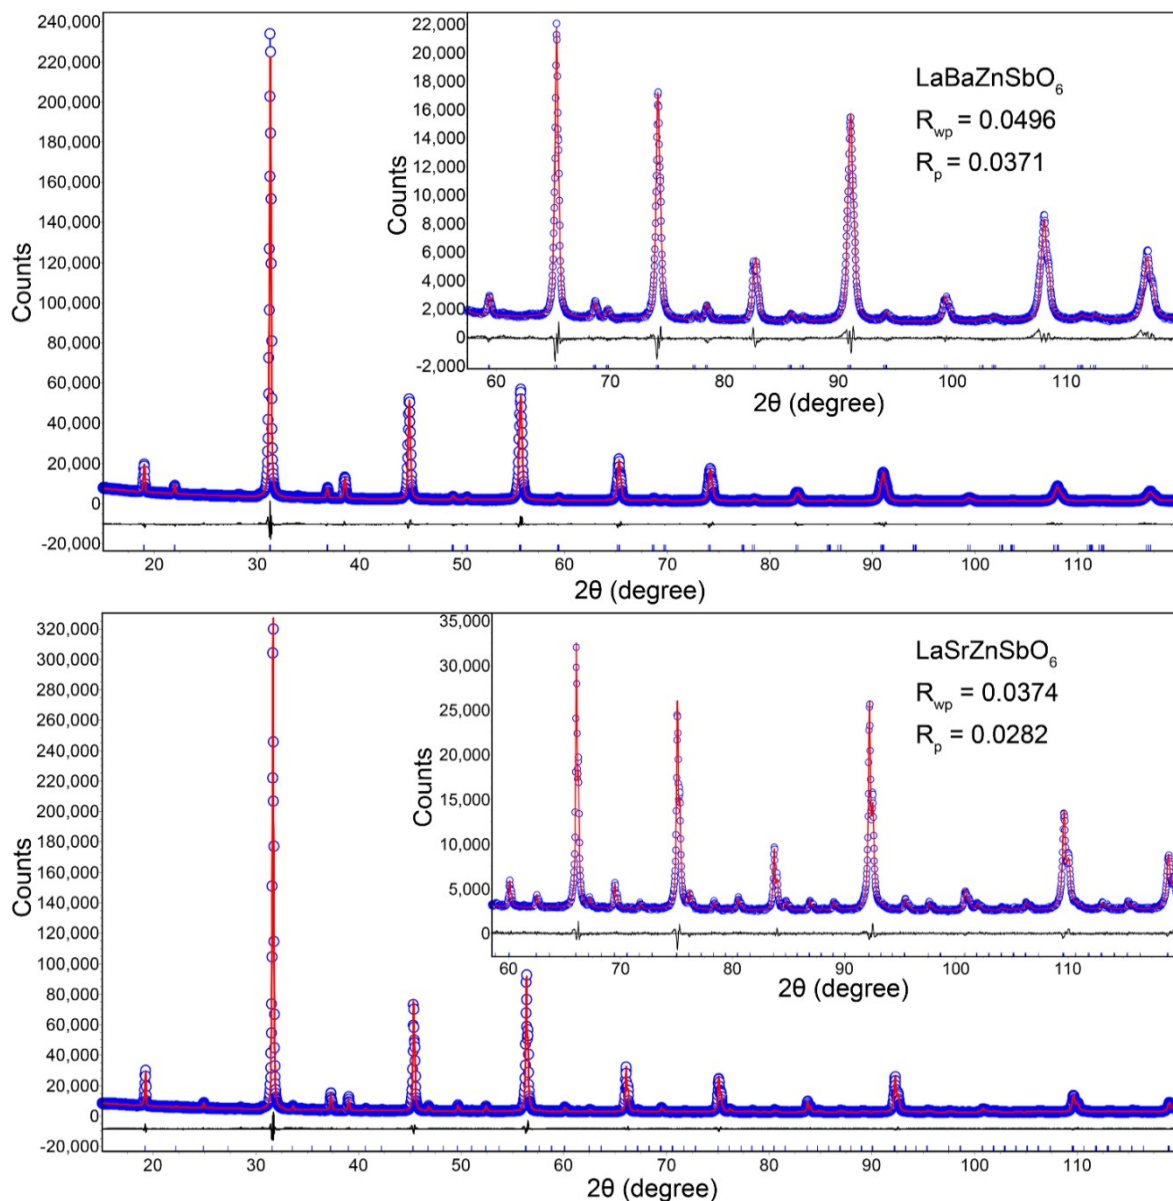 240,000
220,000
200,000
180,000
160,000
140,000
120,000
100,000
80,000
60,000
40,000
20,000
0
-20,000
Counts
20 30 40 50 60 70 80 90 100 110
2θ (degree)
22,000
20,000
18,000
16,000
14,000
12,000
10,000
8,000
6,000
4,000
2,000
0
-2,000
Counts
60 70 80 90 100 110
2θ (degree)
LaBaZnSbO₆
Rwp = 0.0496
Rp = 0.0371
320,000
300,000
280,000
260,000
240,000
220,000
200,000
180,000
160,000
140,000
120,000
100,000
80,000
60,000
40,000
20,000
0
-20,000
Counts
20 30 40 50 60 70 80 90 100 110
2θ (degree)
35,000
30,000
25,000
20,000
15,000
10,000
5,000
0
Counts
60 70 80 90 100 110
2θ (degree)
LaSrZnSbO₆
Rwp = 0.0374
Rp = 0.0282